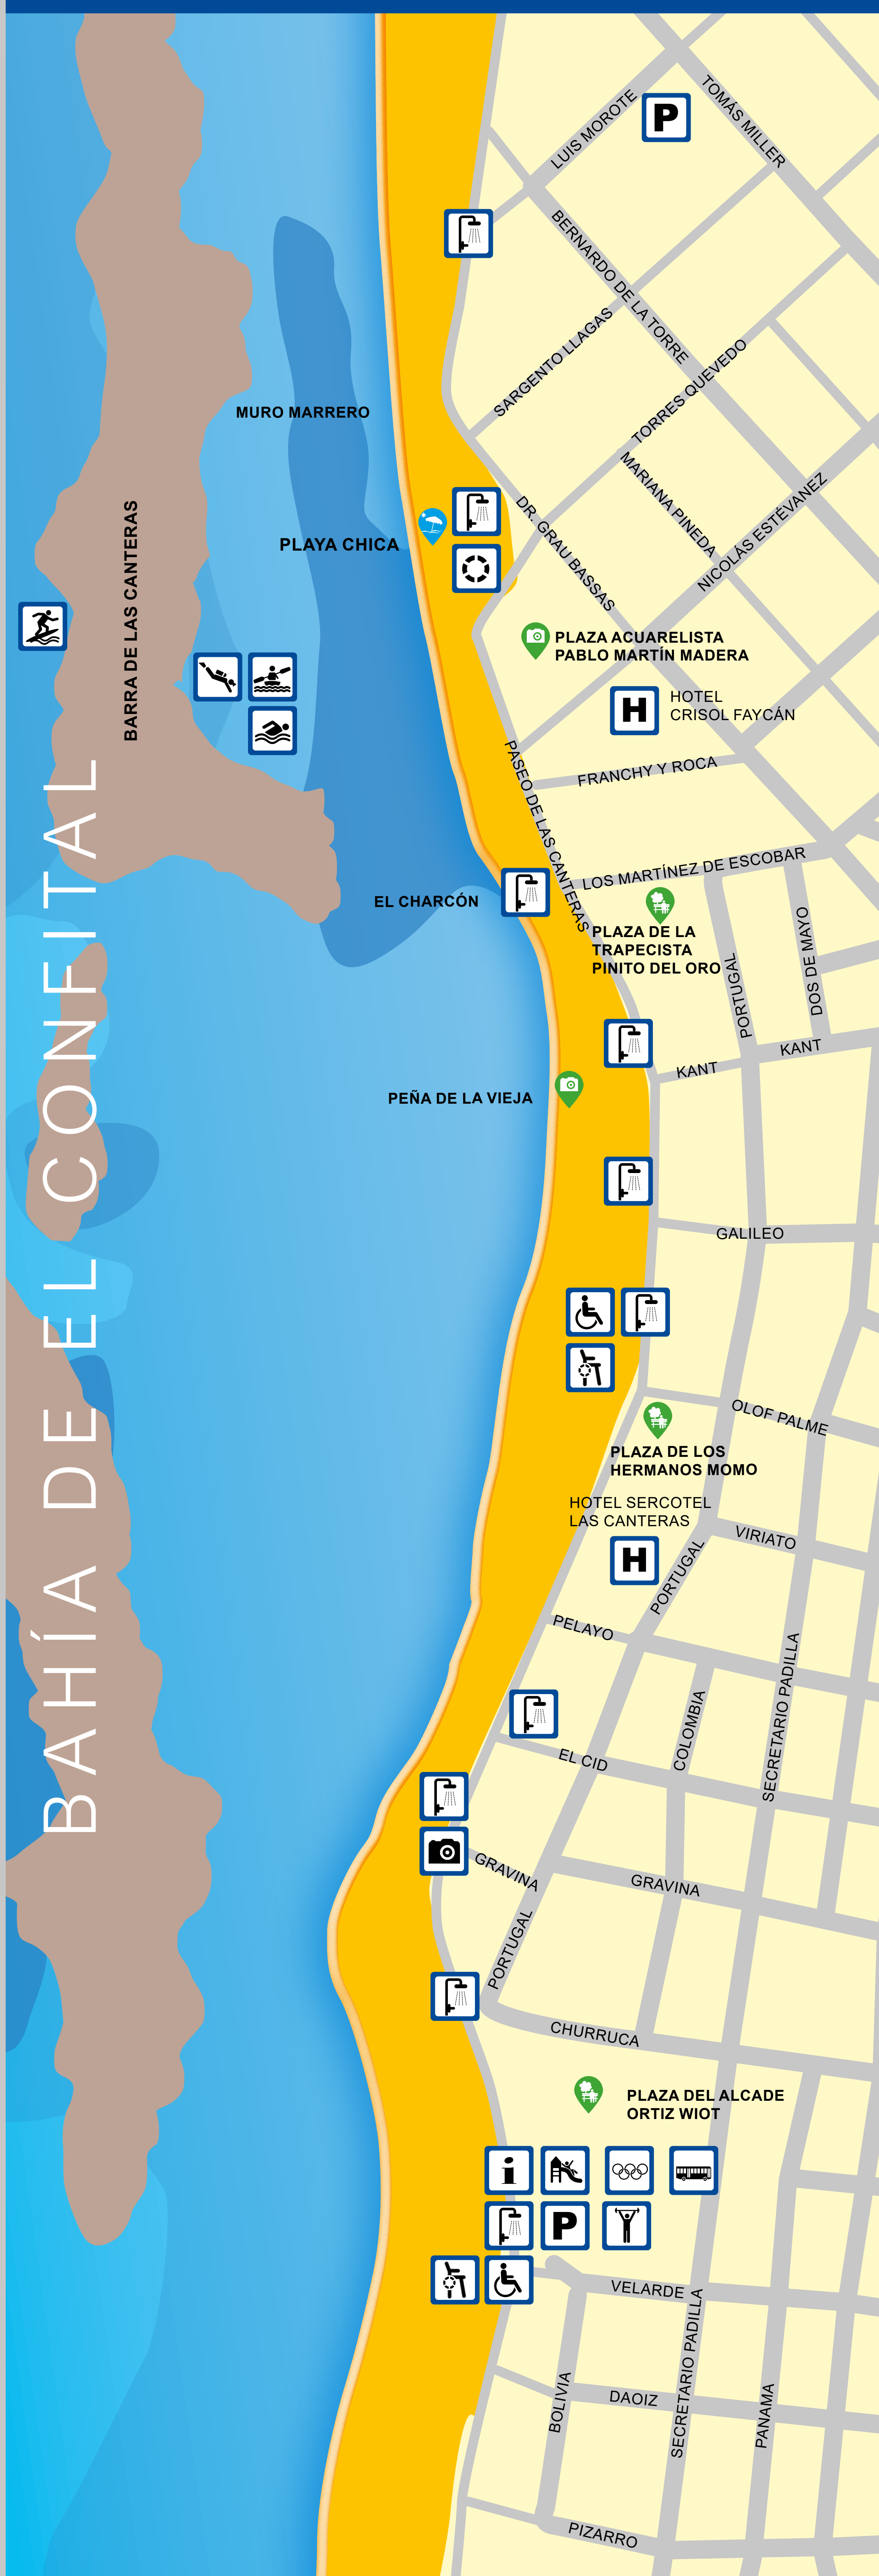 TOMÁS MILLER
LUIS MOROTE
P
BERNARDO DE LA TORRE
SARGENTO LLAGAS
TORRES QUEVEDO
MURO MARRERO
MARIANA PINEDA
NICOLÁS ESTÉVANEZ
DR. GRAU BASSAS
PLAYA CHICA
BARRA DE LAS CANTERAS
PLAZA ACUARELISTA
PABLO MARTÍN MADERA
H
HOTEL
CRISOL FAYCÁN
PASEO DE LAS CANTERAS
FRANCHY Y ROCA
LOS MARTÍNEZ DE ESCOBAR
EL CHARCÓN
PLAZA DE LA
TRAPECISTA
PINITO DEL ORO
PORTUGAL
DOS DE MAYO
KANT
KANT
PEÑA DE LA VIEJA
BAHÍA DE EL CONFITAL
GALILEO
OLOF PALME
PLAZA DE LOS
HERMANOS MOMO
HOTEL SERCOTEL
LAS CANTERAS
H
VIRIATO
PORTUGAL
PELAYO
SECRETARIO PADILLA
COLOMBIA
EL CID
GRAVINA
GRAVINA
PORTUGAL
CHURRUCA
PLAZA DEL ALCADE
ORTIZ WIOT
i
P
VELARDE
SECRETARIO PADILLA
BOLIVIA
DAOIZ
PANAMA
PIZARRO